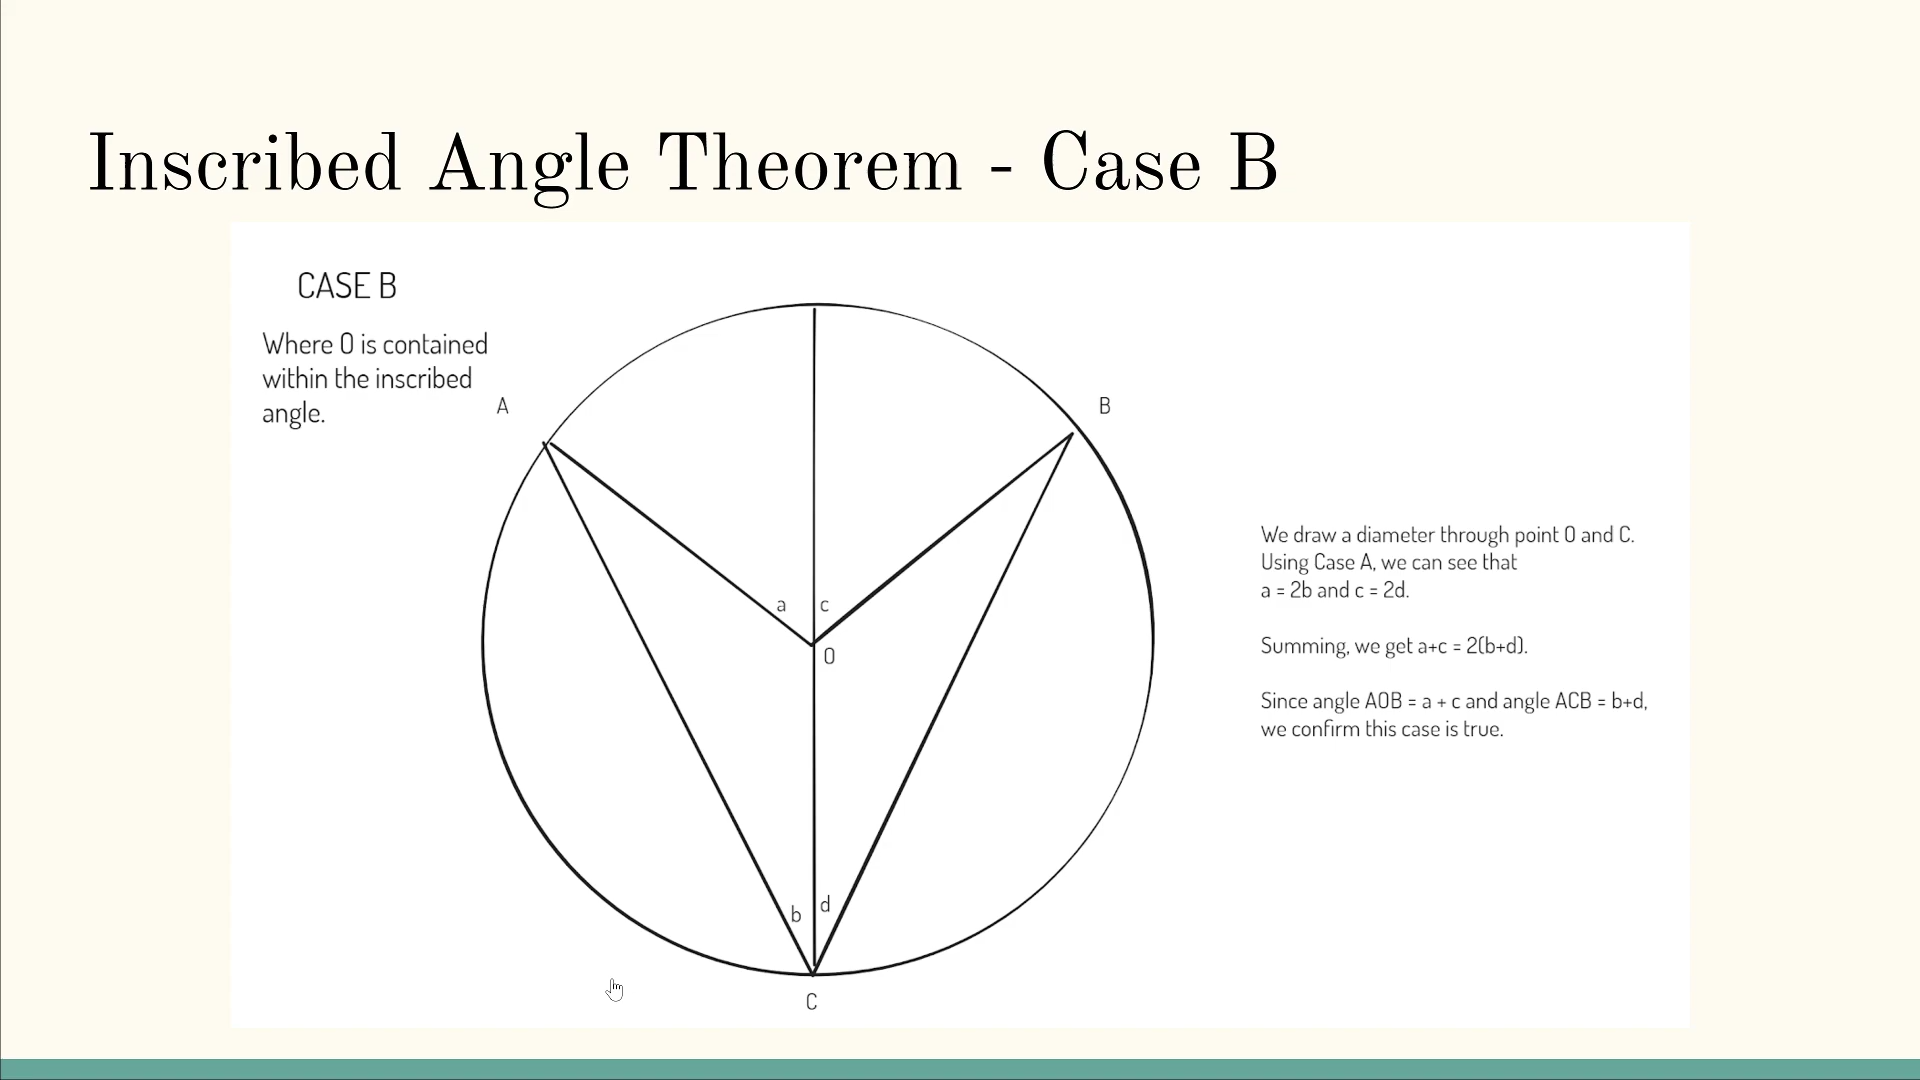 Inscribed Angle Theorem - Case B
CASE B
Where O is contained
within the inscribed
angle.
A
B
a
c
O
b
d
C
We draw a diameter through point O and C.
Using Case A, we can see that
a = 2b and c = 2d.
Summing, we get a+c = 2(b+d).
Since angle AOB = a + c and angle ACB = b+d,
we confirm this case is true.